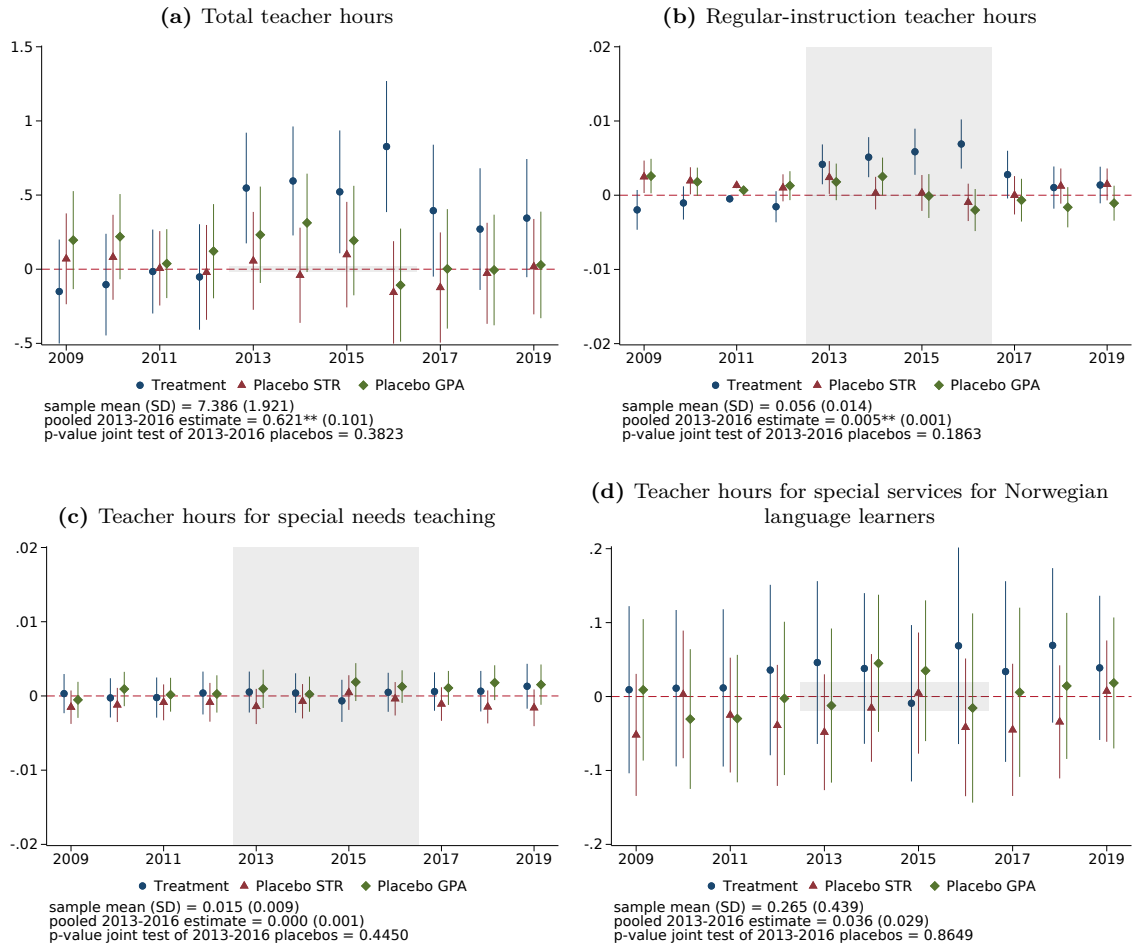 (a) Total teacher hours
1.5
1
.5
0
-.5
2009 2011 2013 2015 2017 2019
Treatment Placebo STR Placebo GPA
sample mean (SD) = 7.386 (1.921)
pooled 2013-2016 estimate = 0.621** (0.101)
p-value joint test of 2013-2016 placebos = 0.3823
(b) Regular-instruction teacher hours
.02
.01
0
-.01
-.02
2009 2011 2013 2015 2017 2019
Treatment Placebo STR Placebo GPA
sample mean (SD) = 0.056 (0.014)
pooled 2013-2016 estimate = 0.005** (0.001)
p-value joint test of 2013-2016 placebos = 0.1863
(c) Teacher hours for special needs teaching
.02
.01
0
-.01
-.02
2009 2011 2013 2015 2017 2019
Treatment Placebo STR Placebo GPA
sample mean (SD) = 0.015 (0.009)
pooled 2013-2016 estimate = 0.000 (0.001)
p-value joint test of 2013-2016 placebos = 0.4450
(d) Teacher hours for special services for Norwegian
language learners
.2
.1
0
-.1
-.2
2009 2011 2013 2015 2017 2019
Treatment Placebo STR Placebo GPA
sample mean (SD) = 0.265 (0.439)
pooled 2013-2016 estimate = 0.036 (0.029)
p-value joint test of 2013-2016 placebos = 0.8649